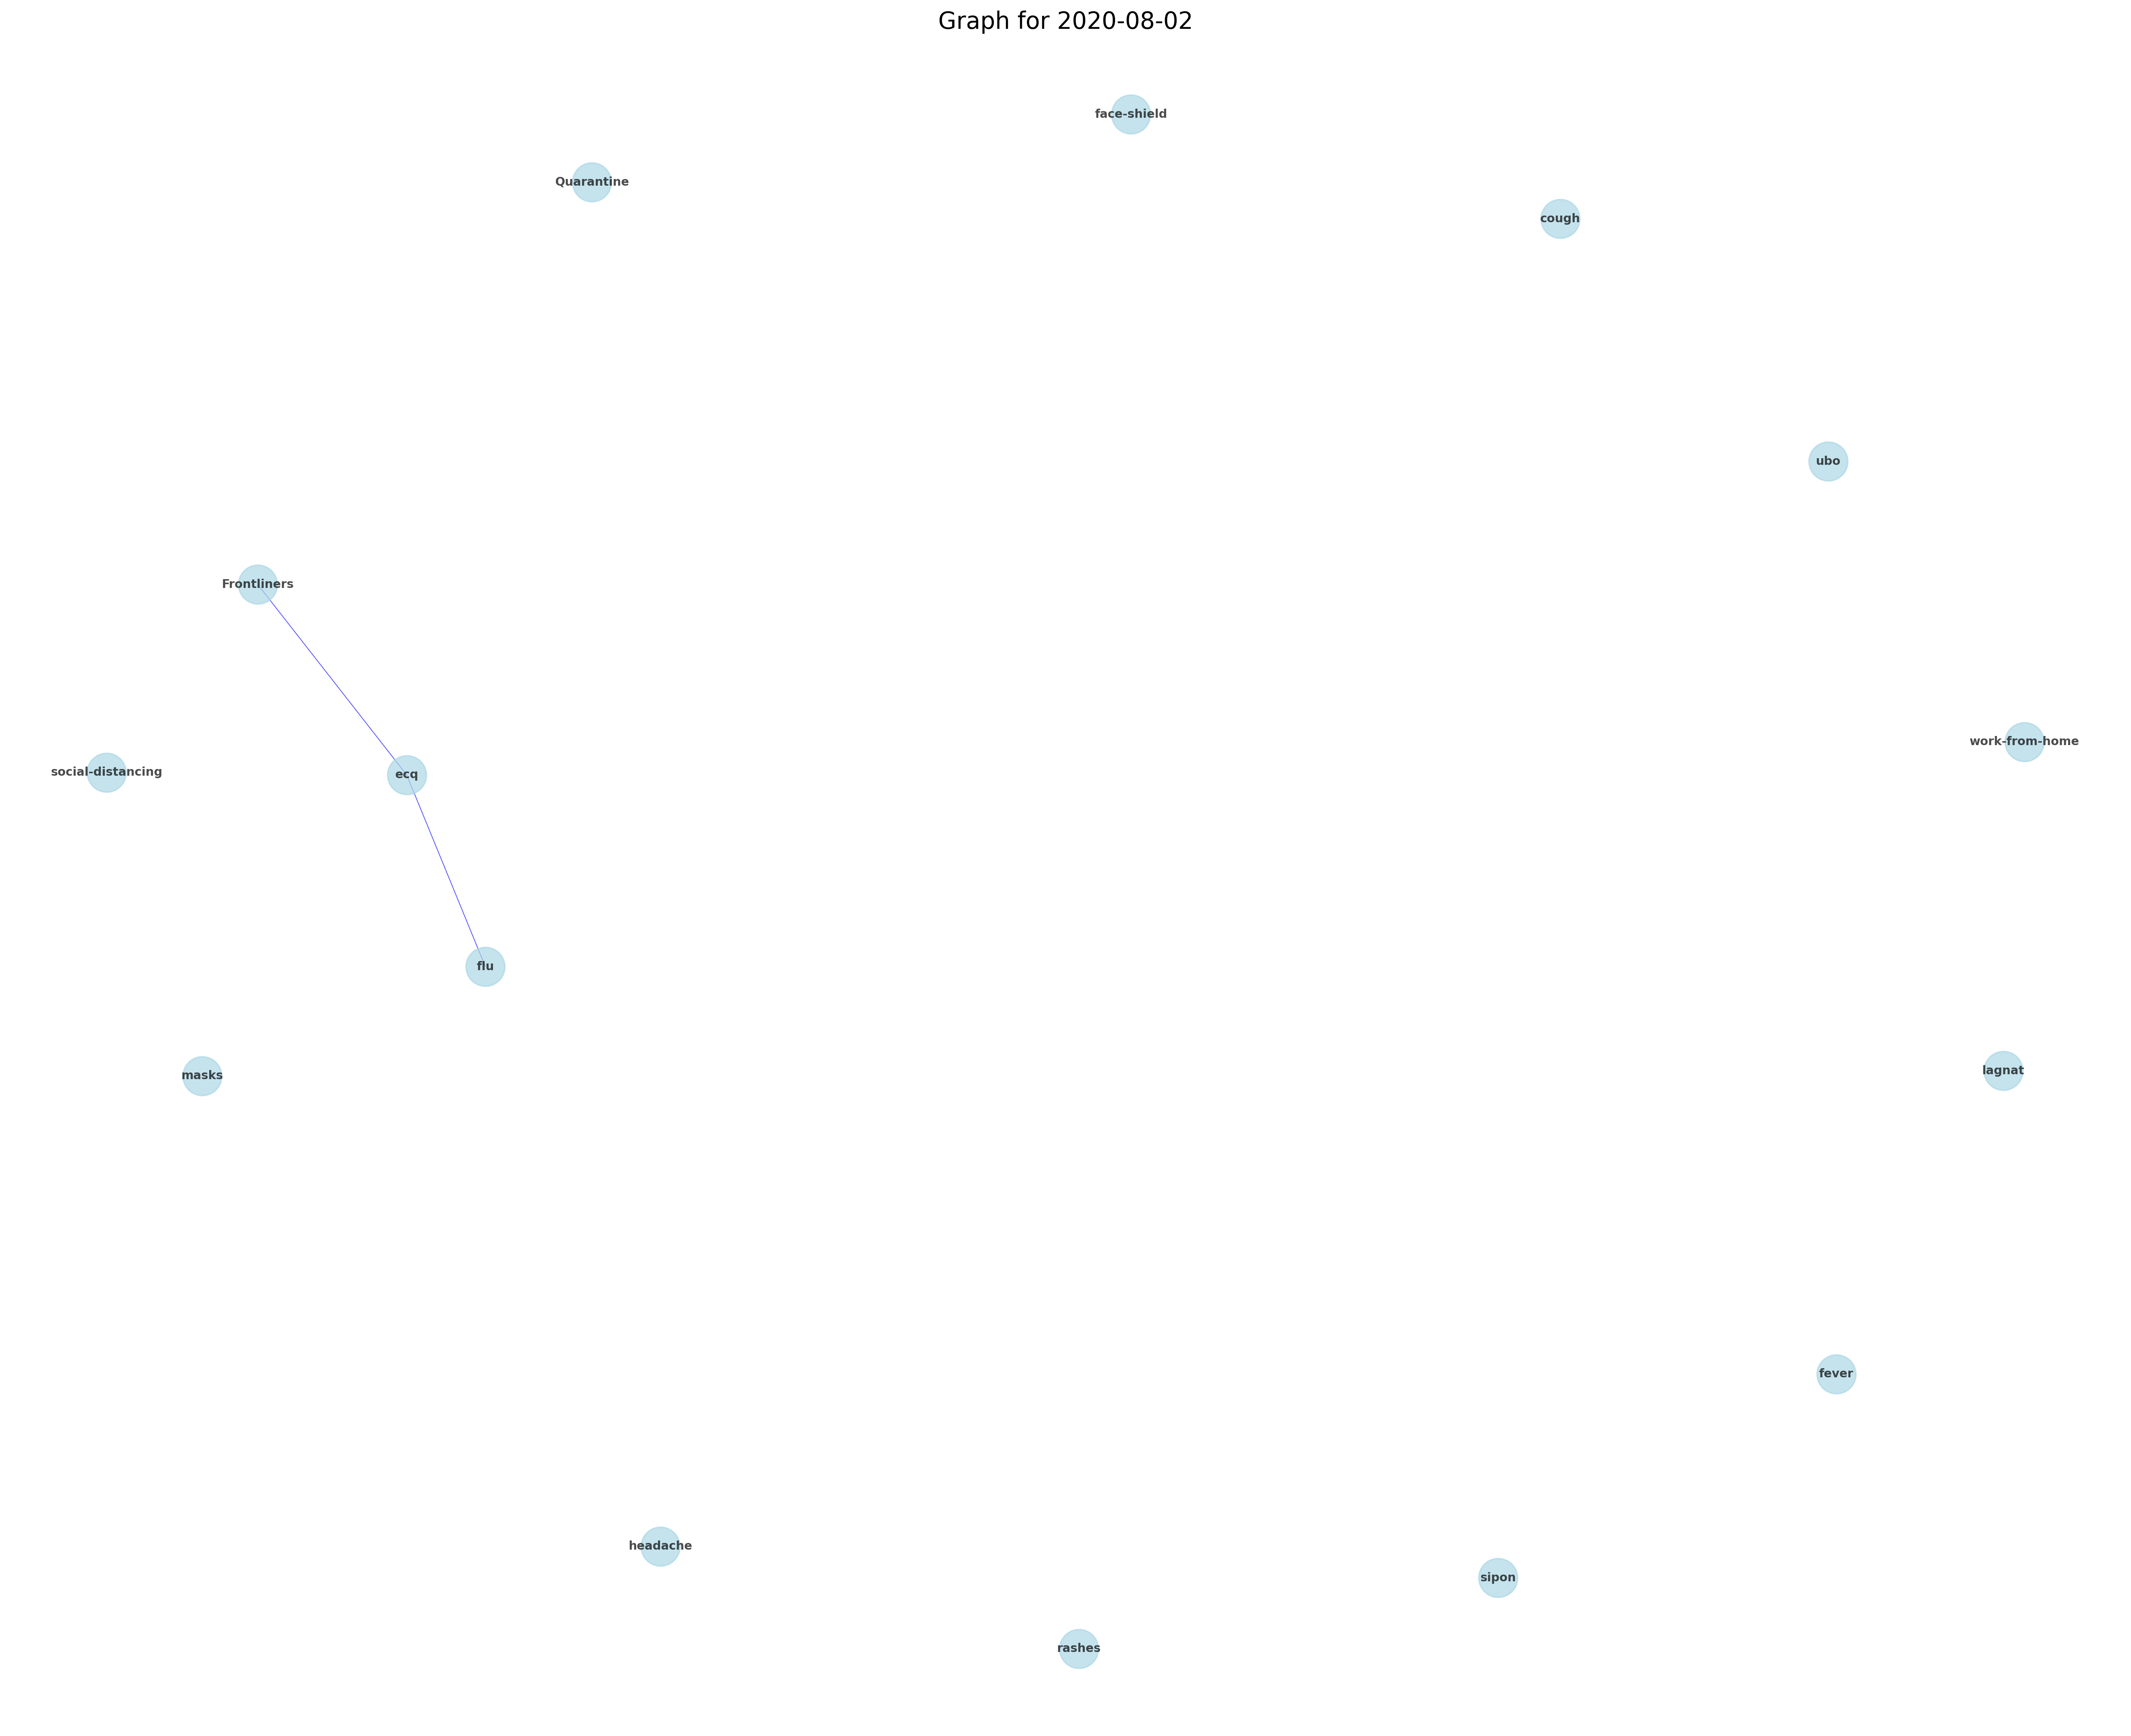 Graph for 2020-08-02
face-shield
Quarantine
cough
ubo
Frontliners
work-from-home
social-distancing
ecq
flu
lagnat
masks
fever
headache
sipon
rashes